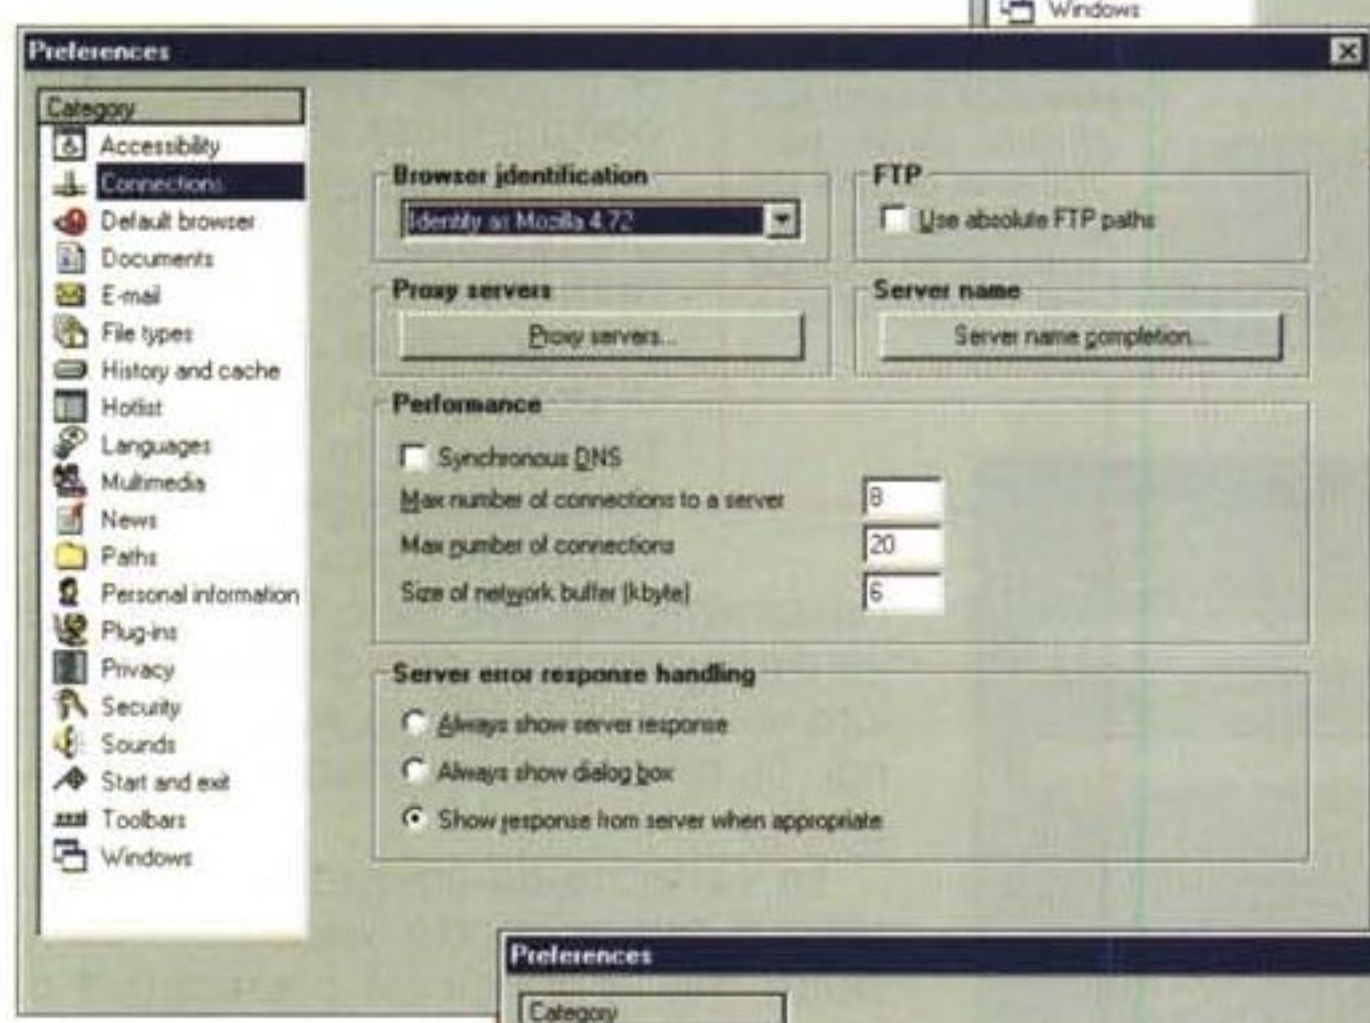 Windows
Preferences
Category
Accessibility
Connections
Default browser
Documents
E-mail
File types
History and cache
Hotlist
Languages
Multimedia
News
Paths
Personal information
Plug-ins
Privacy
Security
Sounds
Start and exit
Toolbars
Windows
Browser identification
Identify as Mozilla 4.72
FTP
Use absolute FTP paths
Proxy servers
Proxy servers...
Server name
Server name completion...
Performance
Synchronous DNS
Max number of connections to a server
8
Max number of connections
20
Size of network buffer (kbyte)
6
Server error response handling
Always show server response
Always show dialog box
Show response from server when appropriate
Preferences
Category